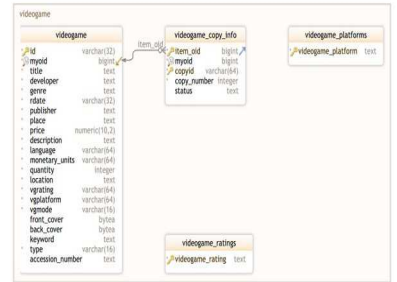 videogame
videogame
id varchar(32)
myoid bigint
title text
developer text
genre text
rdate varchar(32)
publisher text
place text
price numeric(10,2)
description text
language varchar(64)
monetary_units varchar(64)
quantity integer
location text
vgrating varchar(64)
vgplatform varchar(64)
vgmode varchar(16)
front_cover bytea
back_cover bytea
keyword text
type varchar(16)
accession_number text
item_oid
videogame_copy_info
item_oid bigint
myoid bigint
copyid varchar(64)
copy_number integer
status text
videogame_platforms
videogame_platform text
videogame_ratings
videogame_rating text